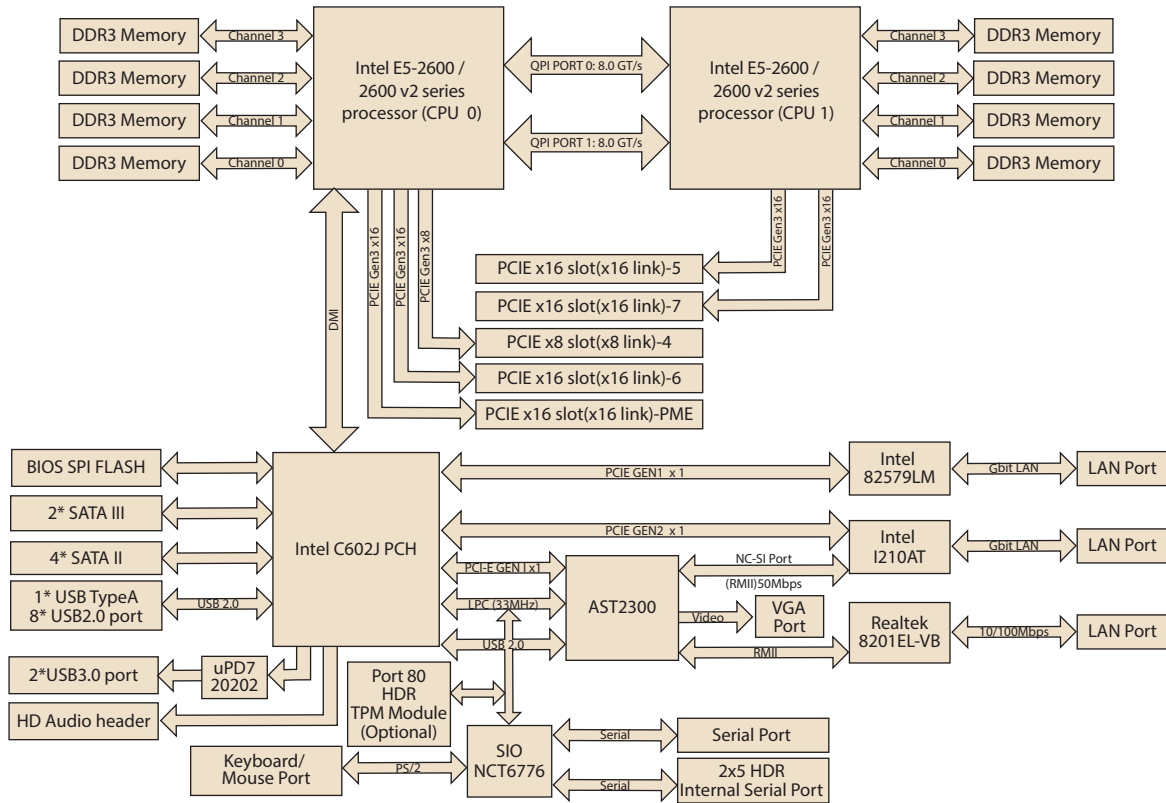 DDR3 Memory
Channel 3
DDR3 Memory
Channel 2
DDR3 Memory
Channel 1
DDR3 Memory
Channel 0
Intel E5-2600 /
2600 v2 series
processor (CPU 0)
QPI PORT 0: 8.0 GT/s
QPI PORT 1: 8.0 GT/s
Intel E5-2600 /
2600 v2 series
processor (CPU 1)
Channel 3
DDR3 Memory
Channel 2
DDR3 Memory
Channel 1
DDR3 Memory
Channel 0
DDR3 Memory
DMI
PCIE Gen3 x16
PCIE Gen3 x16
PCIE Gen3 x8
PCIE Gen3 x16
PCIE Gen3 x16
PCIE x16 slot(x16 link)-5
PCIE x16 slot(x16 link)-7
PCIE x8 slot(x8 link)-4
PCIE x16 slot(x16 link)-6
PCIE x16 slot(x16 link)-PME
BIOS SPI FLASH
2* SATA III
4* SATA II
1* USB TypeA
8* USB2.0 port
USB 2.0
2*USB3.0 port
uPD7
20202
HD Audio header
Intel C602J PCH
PCIE GEN1 x 1
Intel
82579LM
Gbit LAN
LAN Port
PCIE GEN2 x 1
Intel
I210AT
Gbit LAN
LAN Port
PCI-E GEN I x1
LPC (33MHz)
USB 2.0
AST2300
NC-SI Port
(RMII)50Mbps
Video
VGA
Port
RMII
Realtek
8201EL-VB
10/100Mbps
LAN Port
Port 80
HDR
TPM Module
(Optional)
Keyboard/
Mouse Port
PS/2
SIO
NCT6776
Serial
Serial Port
Serial
2x5 HDR
Internal Serial Port